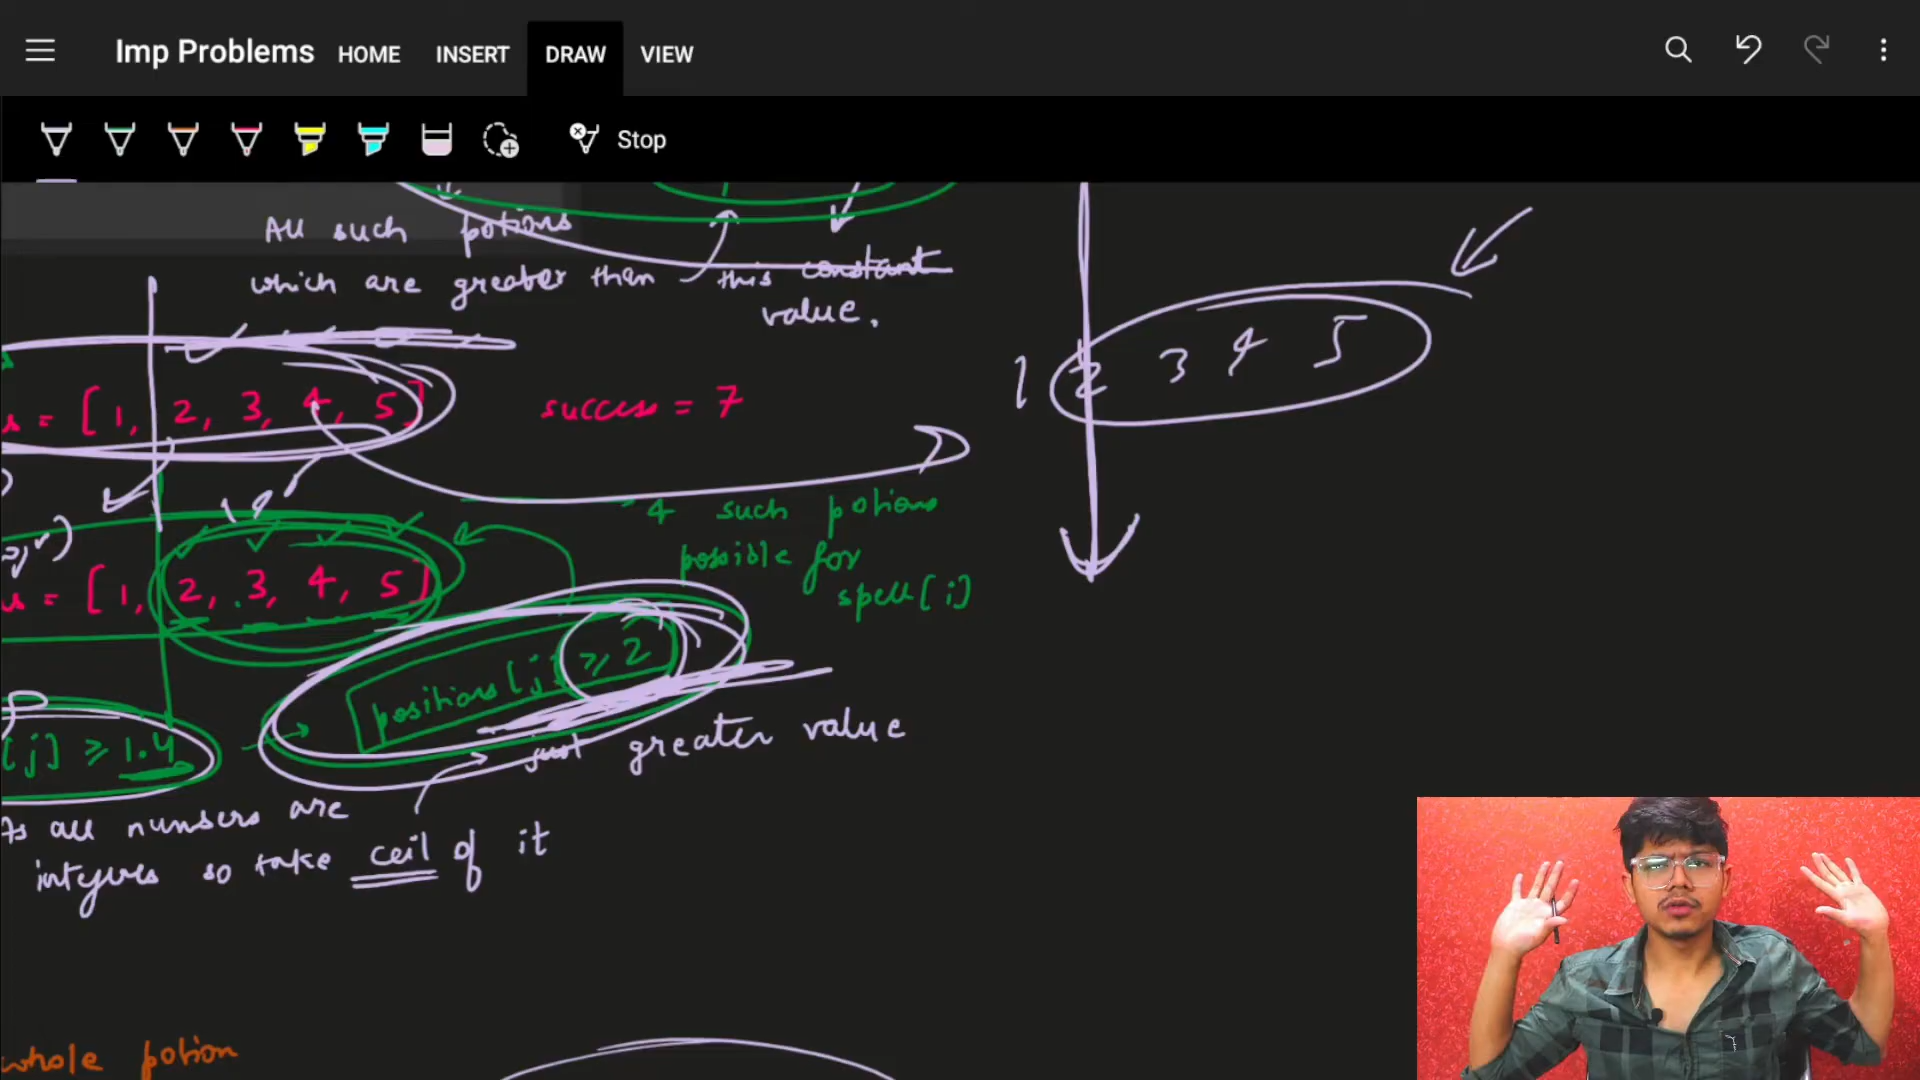 Imp Problems HOME INSERT DRAW VIEW
Stop
All such potions
which are greater than this constant
value.
s = [1, 2, 3, 4, 5] success = 7
1 2 3 4 5
4 such potions
possible for
spell[i]
s = [1, 2, 3, 4, 5]
positions[j] ≥ 2
[j] ≥ 1.4
just greater value
As all numbers are
integers so take ceil of it
whole potion